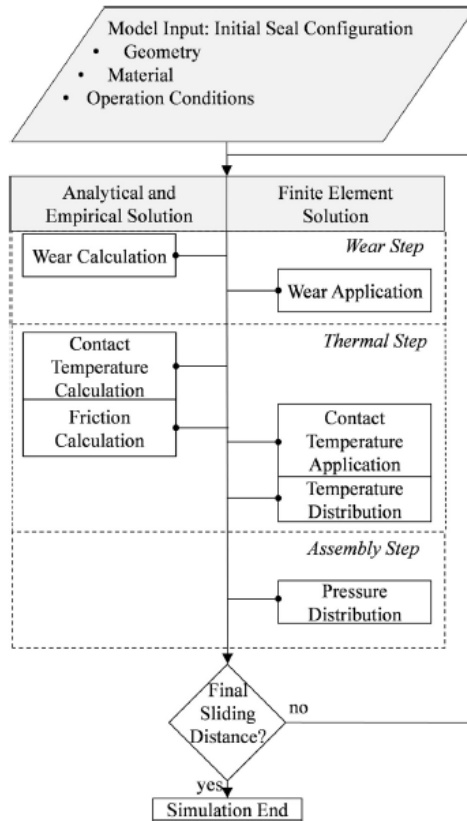 Model Input: Initial Seal Configuration
• Geometry
• Material
• Operation Conditions
Analytical and
Empirical Solution
Finite Element
Solution
Wear Step
Wear Calculation
Wear Application
Thermal Step
Contact
Temperature
Calculation
Friction
Calculation
Contact
Temperature
Application
Temperature
Distribution
Assembly Step
Pressure
Distribution
Final
Sliding
Distance?
no
yes
Simulation End